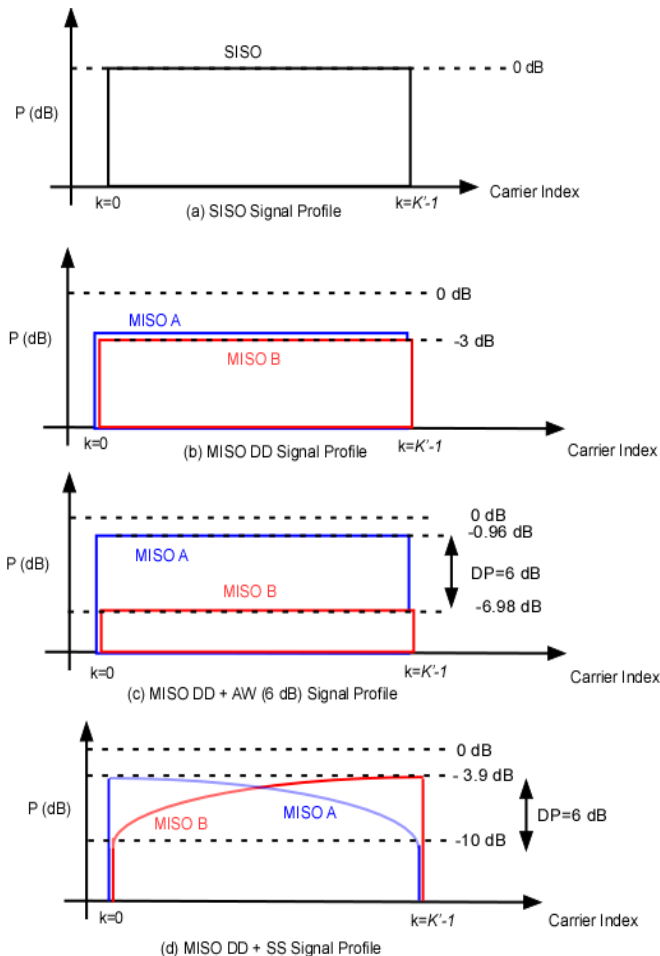 SISO
0 dB
P (dB)
k=0
k=K'-1
Carrier Index
(a) SISO Signal Profile
0 dB
MISO A
P (dB)
-3 dB
MISO B
k=0
k=K'-1
Carrier Index
(b) MISO DD Signal Profile
0 dB
-0.96 dB
MISO A
P (dB)
DP=6 dB
MISO B
-6.98 dB
k=0
k=K'-1
Carrier Index
(c) MISO DD + AW (6 dB) Signal Profile
0 dB
- 3.9 dB
P (dB)
MISO B
MISO A
DP=6 dB
-10 dB
k=0
k=K'-1
Carrier Index
(d) MISO DD + SS Signal Profile